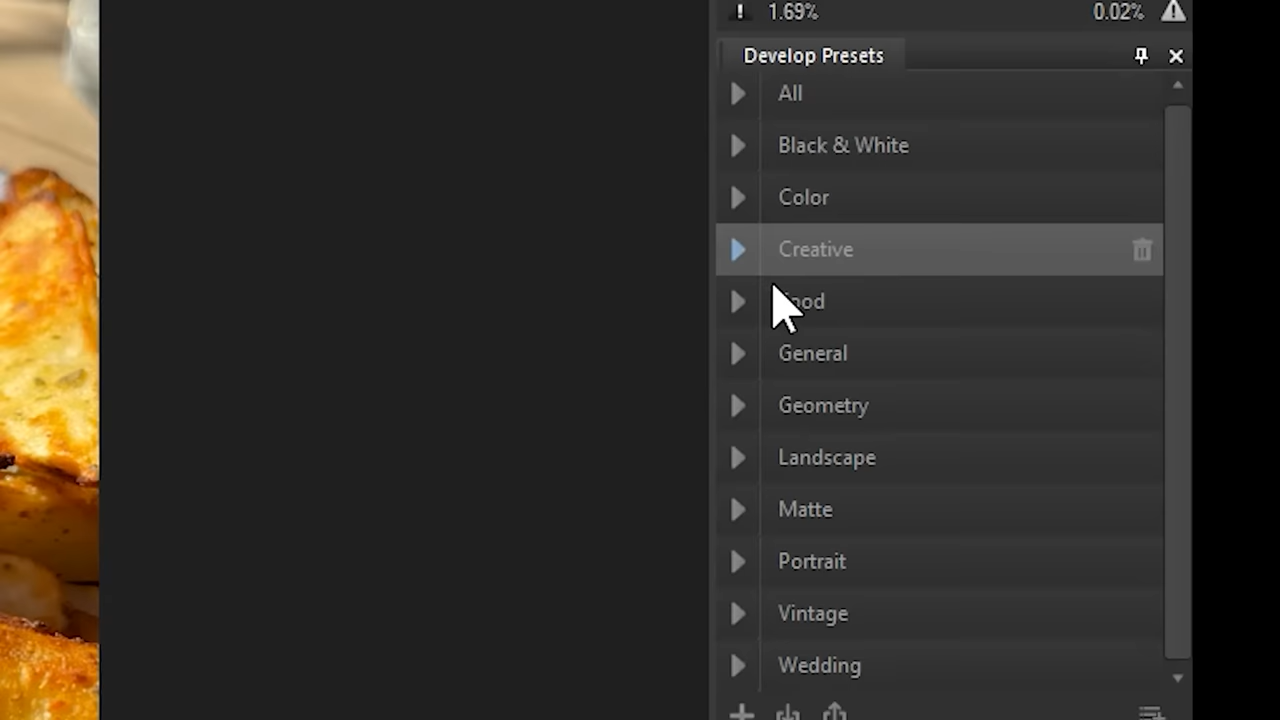 1.69% 0.02%
Develop Presets
All
Black & White
Color
Creative
General
Geometry
Landscape
Matte
Portrait
Vintage
Wedding